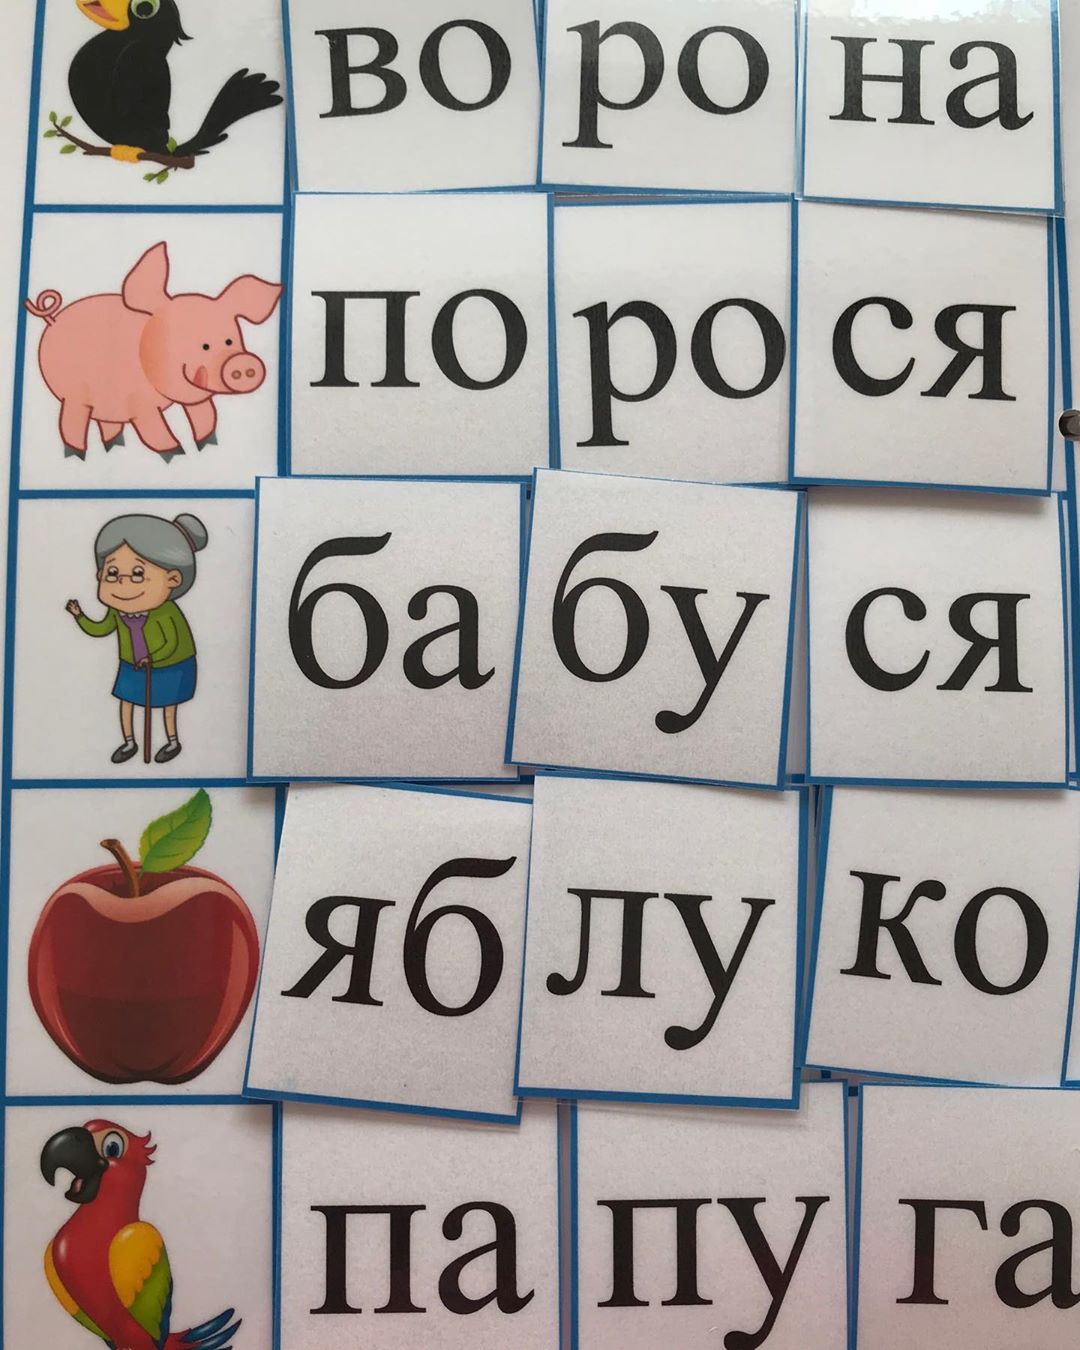 во ро на
по ро ся
ба бу ся
яб лу ко
па пу га